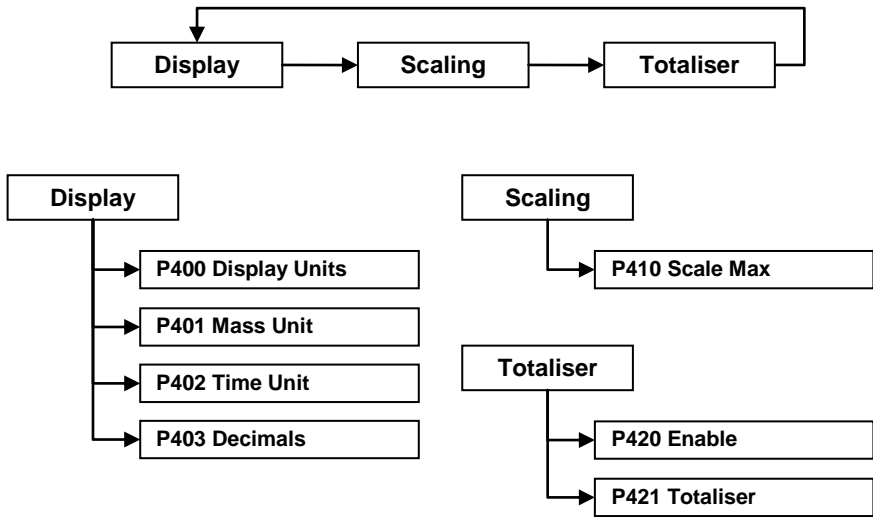 Display
Scaling
Totaliser
Display
P400 Display Units
P401 Mass Unit
P402 Time Unit
P403 Decimals
Scaling
P410 Scale Max
Totaliser
P420 Enable
P421 Totaliser